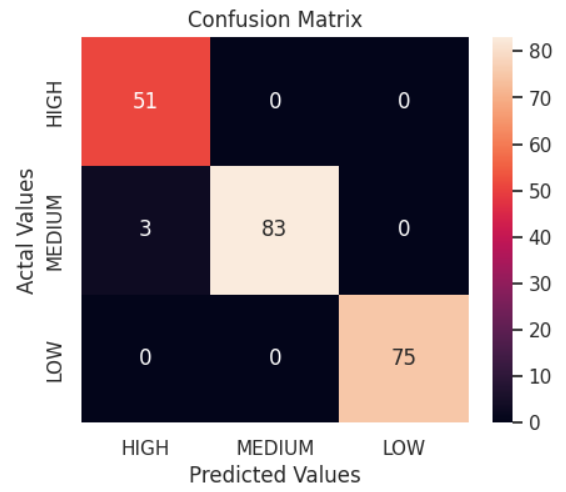 Confusion Matrix
HIGH 51 0 0
MEDIUM 3 83 0
LOW 0 0 75
HIGH MEDIUM LOW
Predicted Values
Actal Values
80
70
60
50
40
30
20
10
0